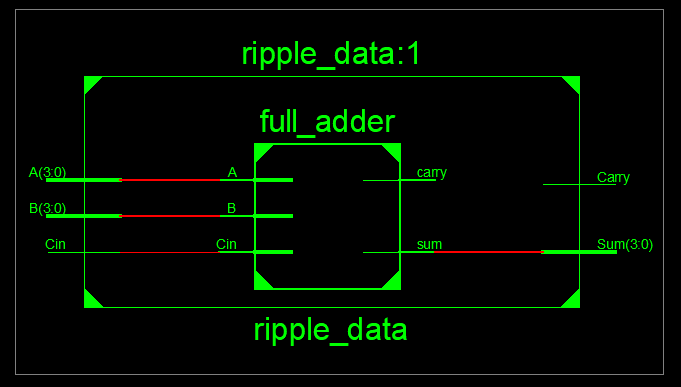 ripple_data:1
full_adder
A(3:0)
A
carry
Carry
B(3:0)
B
Cin
Cin
sum
Sum(3:0)
ripple_data